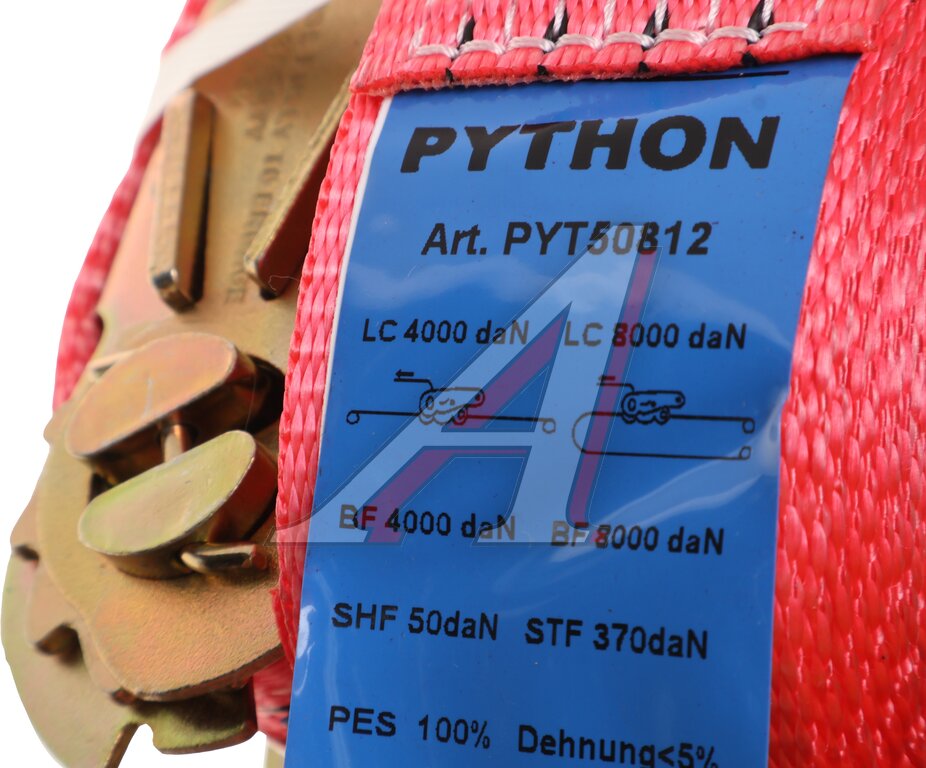 PYTHON
Art. PYT50812
LC 4000 daN LC 8000 daN
BF 4000 daN BF 8000 daN
SHF 50daN STF 370daN
PES 100% Dehnung<5%